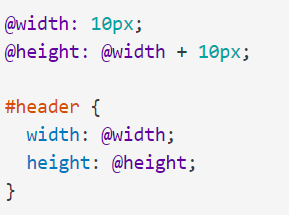 @width: 10px;
@height: @width + 10px;
#header {
  width: @width;
  height: @height;
}